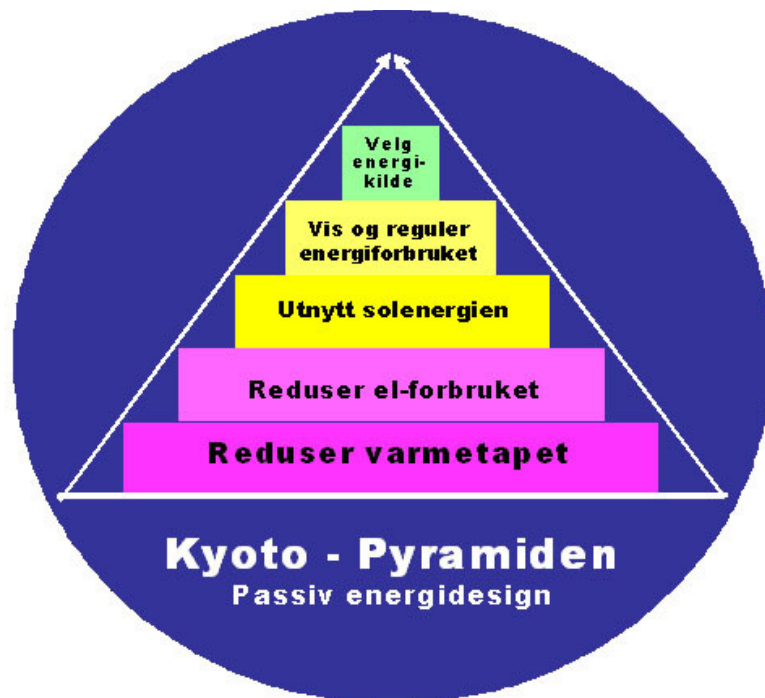 Velg
energi-
kilde
Vis og reguler
energiforbruket
Utnytt solenergien
Reduser el-forbruket
Reduser varmetapet
Kyoto - Pyramiden
Passiv energidesign